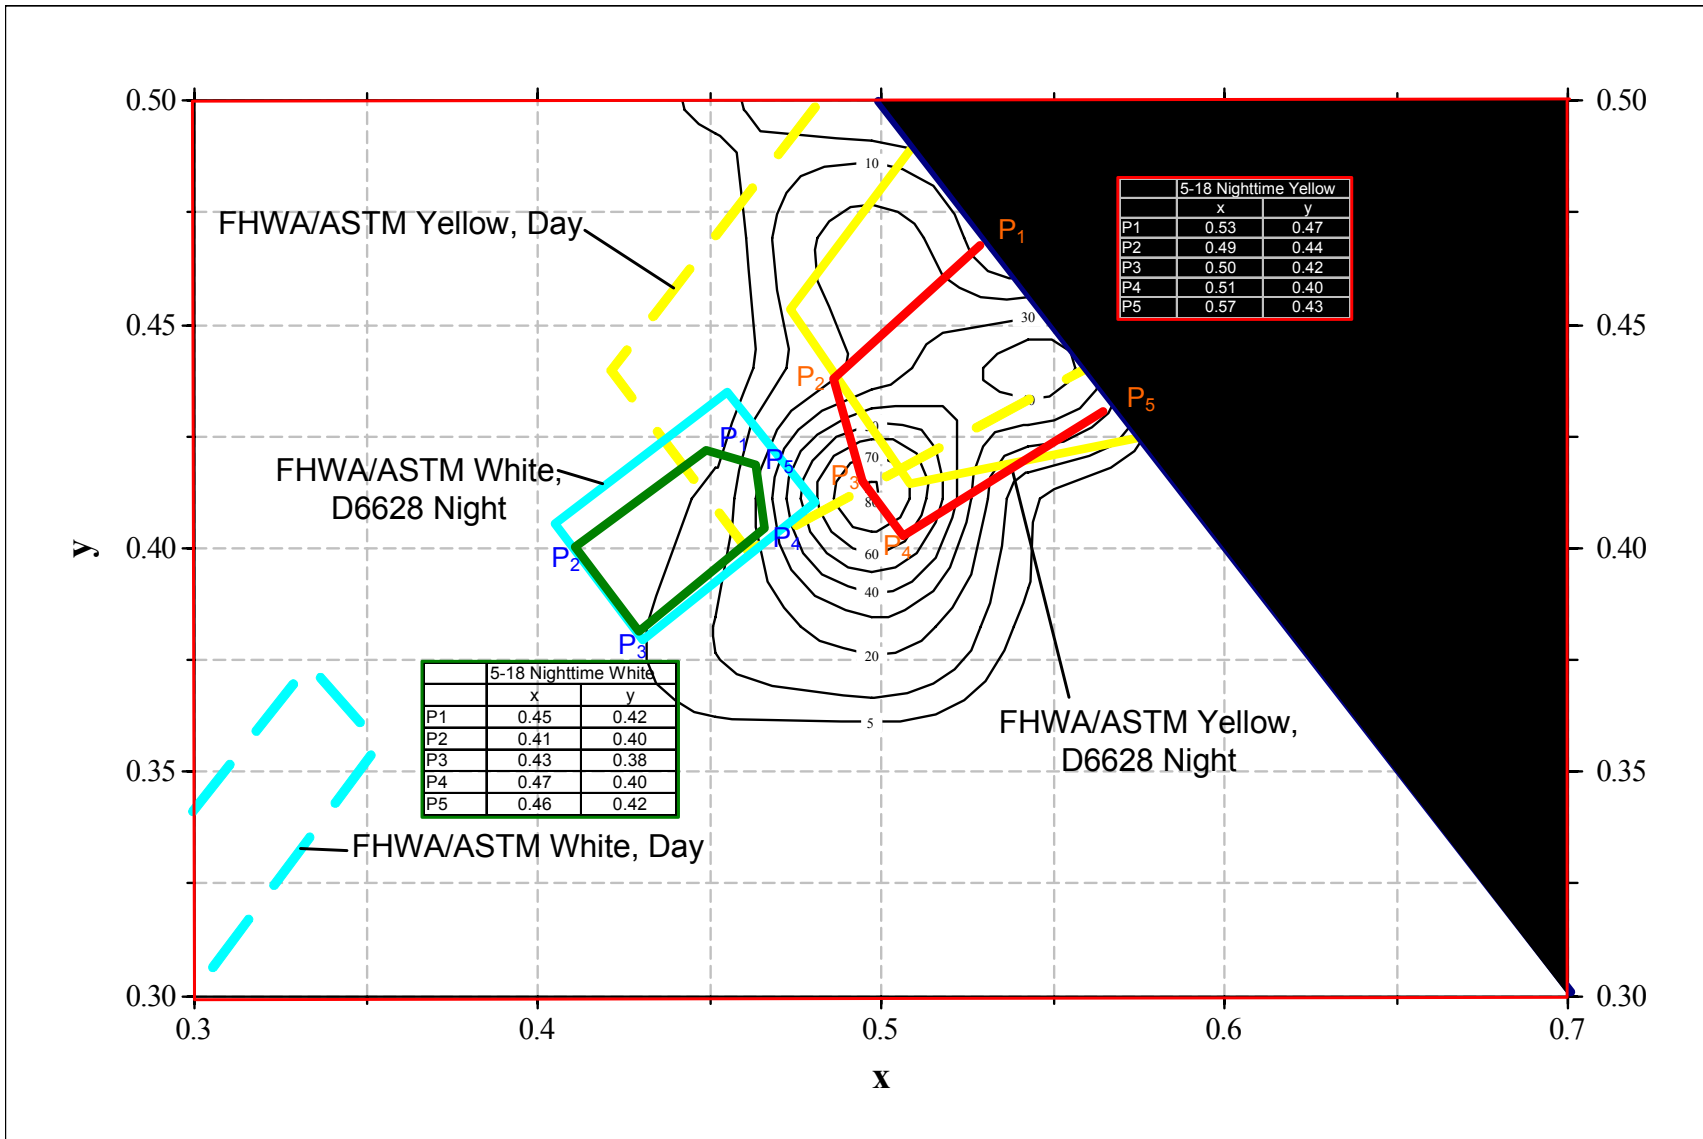 0.50
0.50
10
5-18 Nighttime Yellow
x y
P1 0.53 0.47
P2 0.49 0.44
P3 0.50 0.42
P4 0.51 0.40
P5 0.57 0.43
FHWA/ASTM Yellow, Day
P1
0.45
30
0.45
P2
P5
70
P1
P5
FHWA/ASTM White,
D6628 Night
P3
80
y
0.40
P2
P4
P4
60
0.40
40
P3
20
5-18 Nighttime White
x y
P1 0.45 0.42
P2 0.41 0.40
P3 0.43 0.38
P4 0.47 0.40
P5 0.46 0.42
5
FHWA/ASTM Yellow,
D6628 Night
0.35
0.35
FHWA/ASTM White, Day
0.30
0.30
0.3 0.4 0.5 0.6 0.7
x